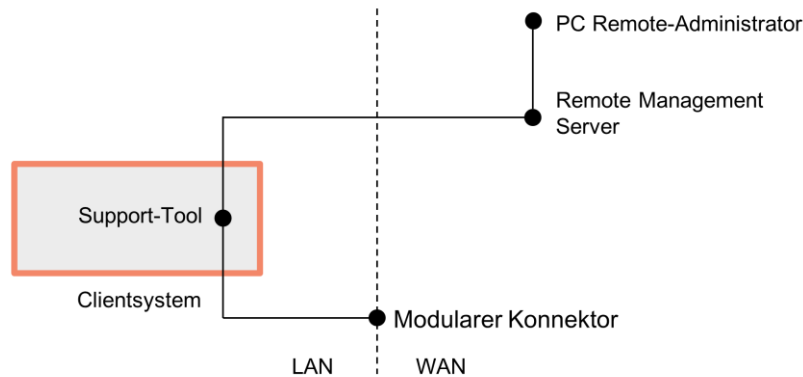 PC Remote-Administrator
Remote Management
Server
Support-Tool
Clientsystem
Modularer Konnektor
LAN
WAN